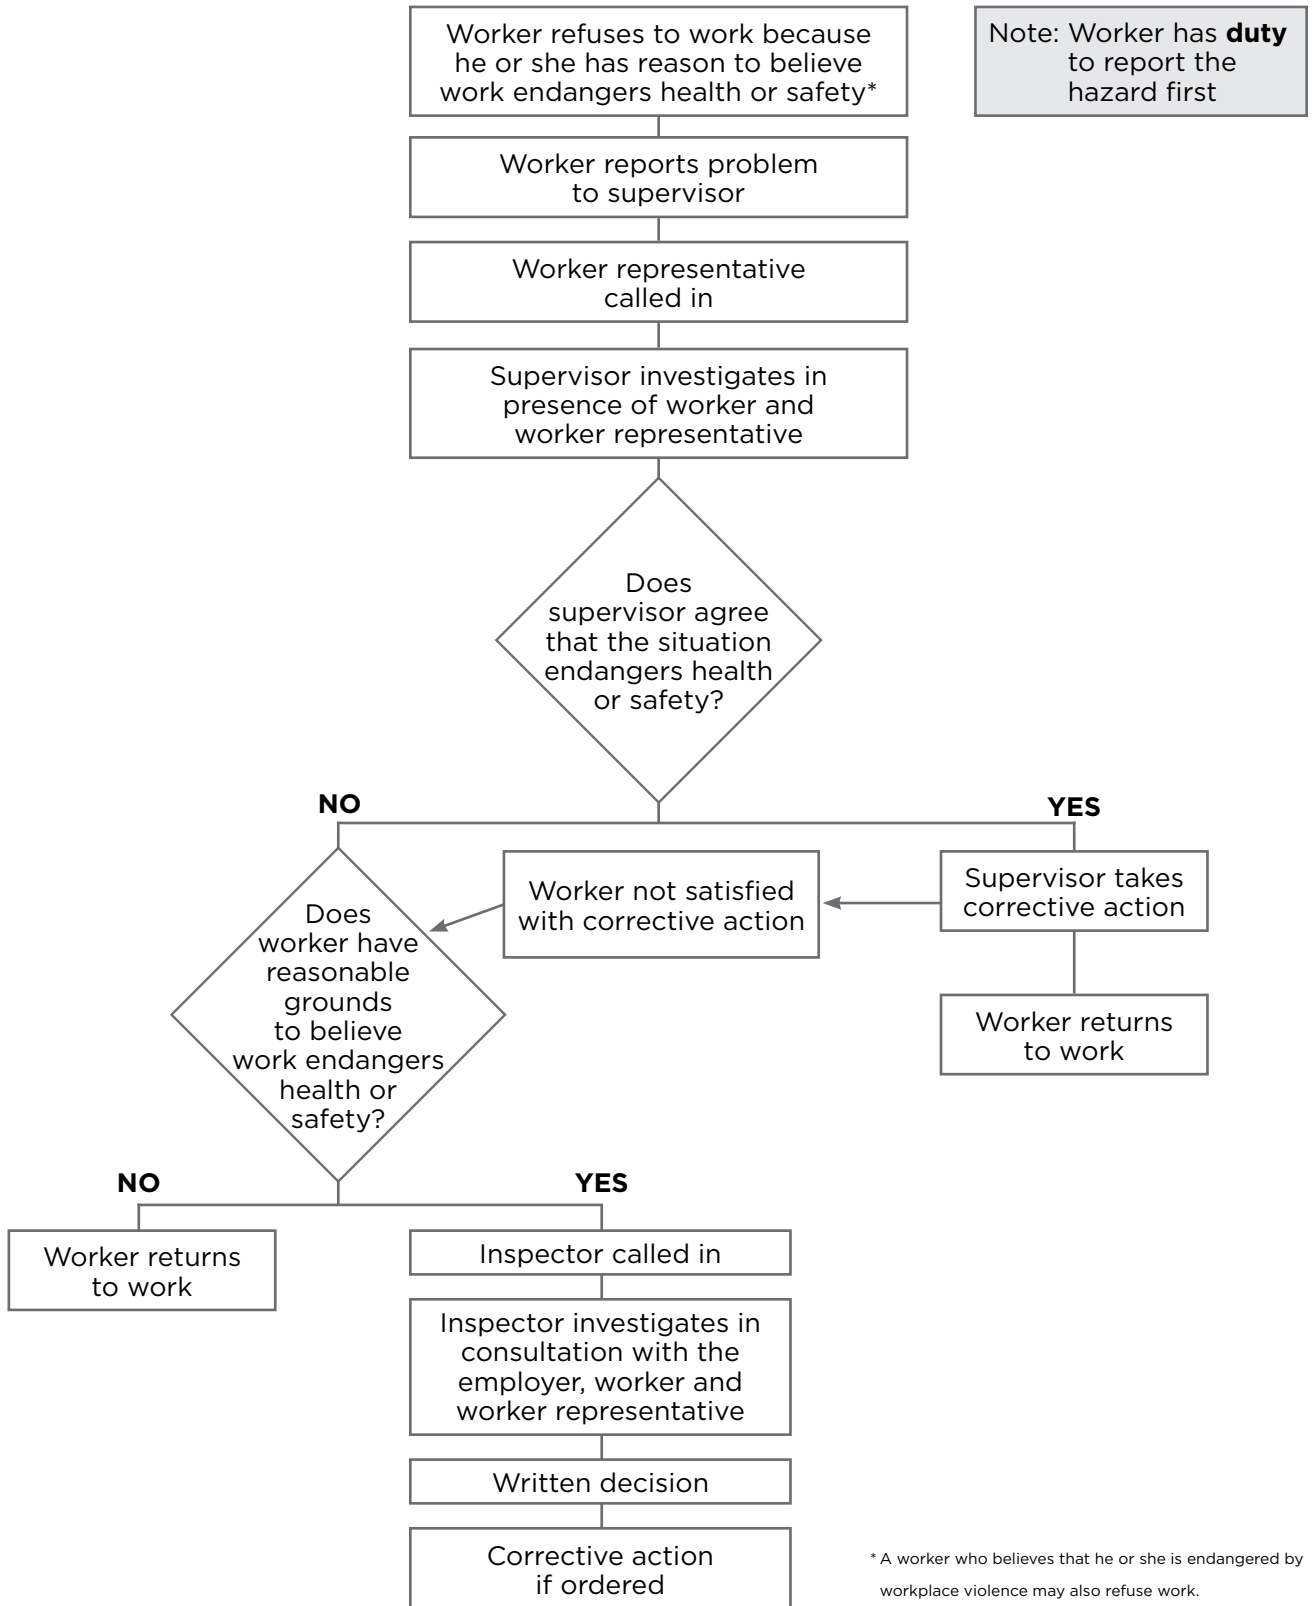 Worker refuses to work because
he or she has reason to believe
work endangers health or safety*
Note: Worker has duty
to report the
hazard first
Worker reports problem
to supervisor
Worker representative
called in
Supervisor investigates in
presence of worker and
worker representative
Does
supervisor agree
that the situation
endangers health
or safety?
NO
YES
Does
worker have
reasonable
grounds
to believe
work endangers
health or
safety?
Worker not satisfied
with corrective action
Supervisor takes
corrective action
Worker returns
to work
NO
YES
Worker returns
to work
Inspector called in
Inspector investigates in
consultation with the
employer, worker and
worker representative
Written decision
Corrective action
if ordered
* A worker who believes that he or she is endangered by
workplace violence may also refuse work.